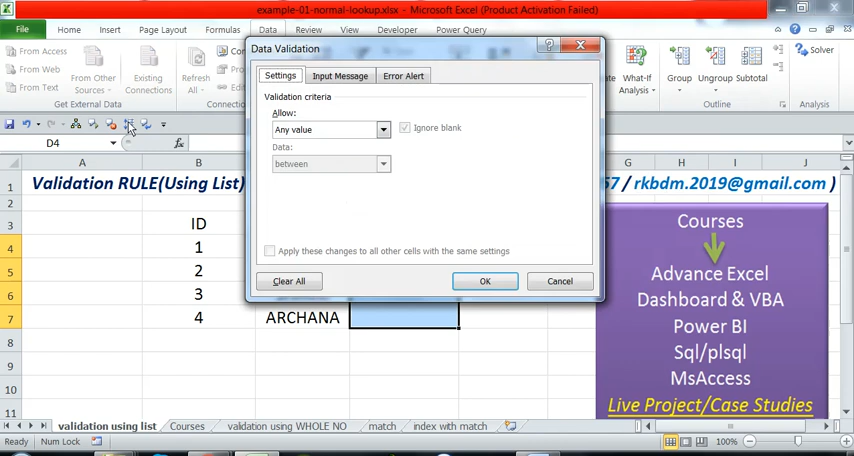 example-01-normal-lookup.xlsx - Microsoft Excel (Product Activation Failed)
File Home Insert Page Layout Data View Developer Power Query
Data Validation
From Access
From Web
From Text
From Other
Sources
Existing
Connections
Refresh
All
Get External Data
What-If
Analysis
Group
Ungroup
Subtotal
Solver
Outline
Analysis
Settings Input Message Error Alert
Validation criteria
Allow:
Any value
Ignore blank
Data:
between
Apply these changes to all other cells with the same settings
Clear All OK Cancel
D4
fx
A B G H I J
1 Validation RULE(Using List) 57 / rkbdm.2019@gmail.com )
2
3 ID
4 1
5 2
6 3
7 4 ARCHANA
8
9
10
11
Courses
Advance Excel
Dashboard & VBA
Power BI
Sql/plsql
MsAccess
Live Project/Case Studies
validation using list Courses validation using WHOLE NO match index with match
Ready Num Lock 100%